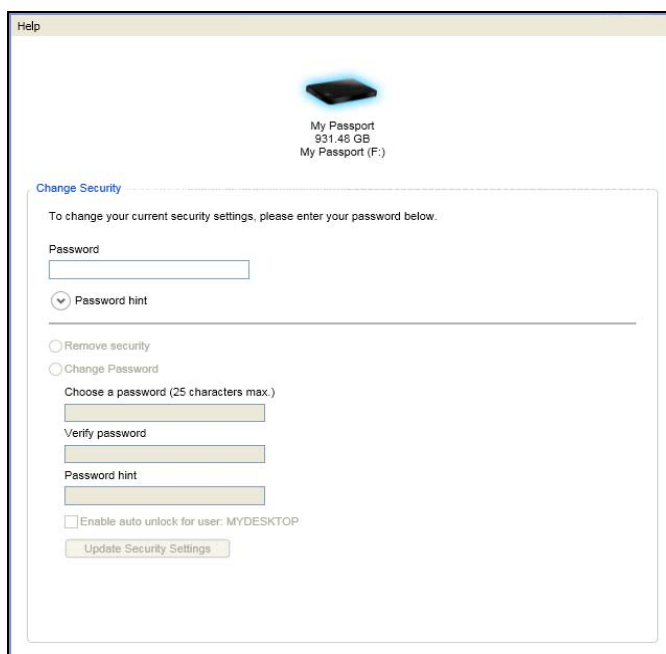 Help
My Passport
931.48 GB
My Passport (F:)
Change Security
To change your current security settings, please enter your password below.
Password
Password hint
Remove security
Change Password
Choose a password (25 characters max.)
Verify password
Password hint
Enable auto unlock for user: MYDESKTOP
Update Security Settings